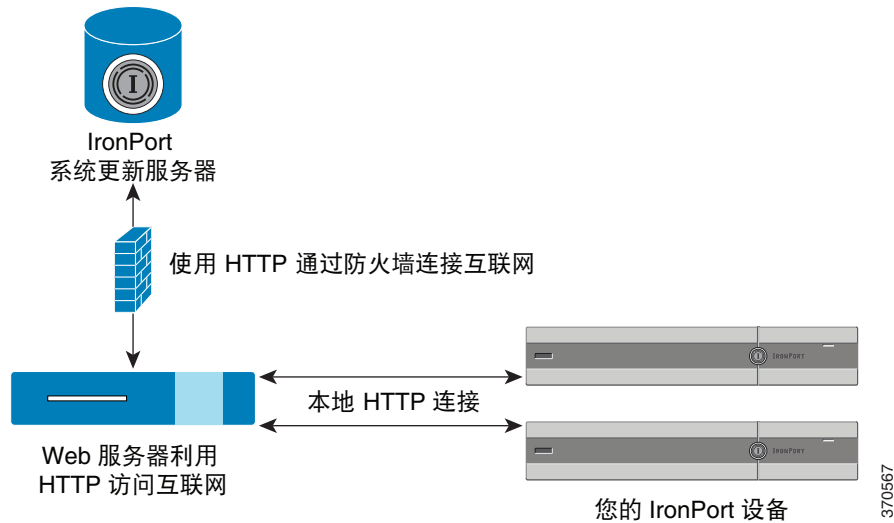 IronPort
系统更新服务器
使用 HTTP 通过防火墙连接互联网
IRONPORT
本地 HTTP 连接
IRONPORT
Web 服务器利用
HTTP 访问互联网
您的 IronPort 设备
370567